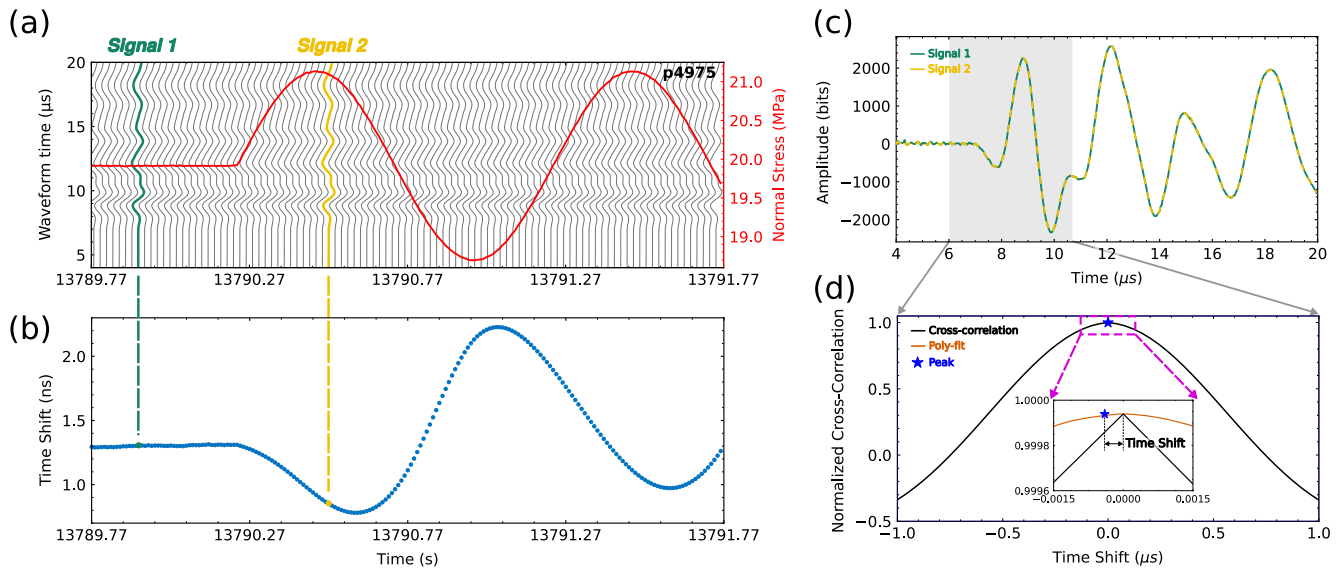 (a)
Signal 1
Signal 2
p4975
Waveform time (μs)
20
15
10
5
Normal Stress (MPa)
21.0
20.5
20.0
19.5
19.0
13789.77
13790.27
13790.77
13791.27
13791.77
(b)
Time Shift (ns)
2.0
1.5
1.0
13789.77
13790.27
13790.77
13791.27
13791.77
Time (s)
(c)
Signal 1
Signal 2
Amplitude (bits)
2000
1000
0
−1000
−2000
4
6
8
10
12
14
16
18
20
Time (μs)
(d)
Cross-correlation
Poly-fit
Peak
Normalized Cross-Correlation
1.0
0.5
0.0
−0.5
1.0000
0.9998
0.9996
Time Shift
−0.0015
0.0000
0.0015
−1.0
−0.5
0.0
0.5
1.0
Time Shift (μs)